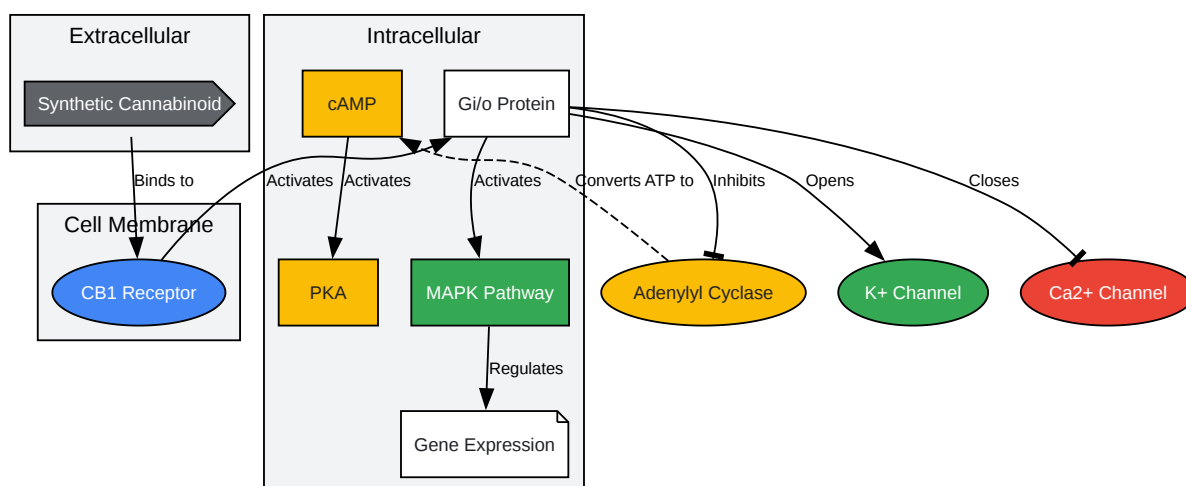 Extracellular
Intracellular
Synthetic Cannabinoid
cAMP
Gi/o Protein
Binds to
Activates
Activates
Activates
Converts ATP to
Inhibits
Opens
Closes
Cell Membrane
CB1 Receptor
PKA
MAPK Pathway
Adenylyl Cyclase
K+ Channel
Ca2+ Channel
Regulates
Gene Expression